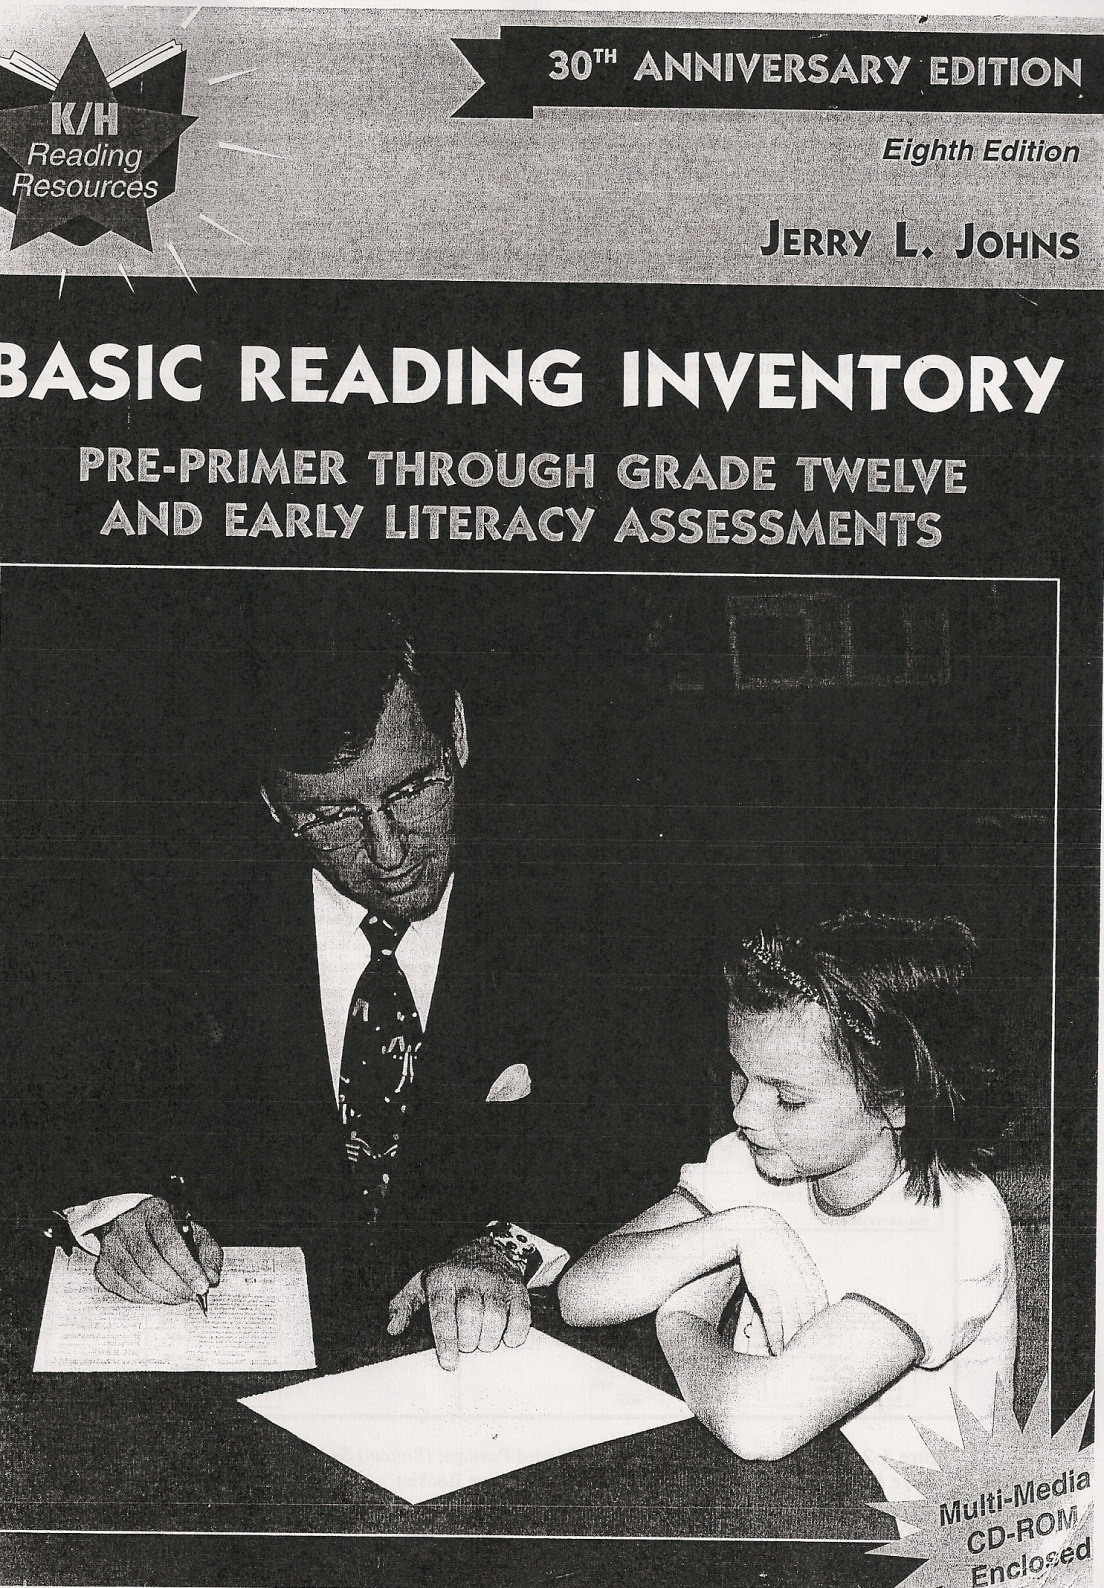 K/H
Reading
Resources
30TH ANNIVERSARY EDITION
Eighth Edition
JERRY L. JOHNS
BASIC READING INVENTORY
PRE-PRIMER THROUGH GRADE TWELVE
AND EARLY LITERACY ASSESSMENTS
Multi-Media
CD-ROM
Enclosed